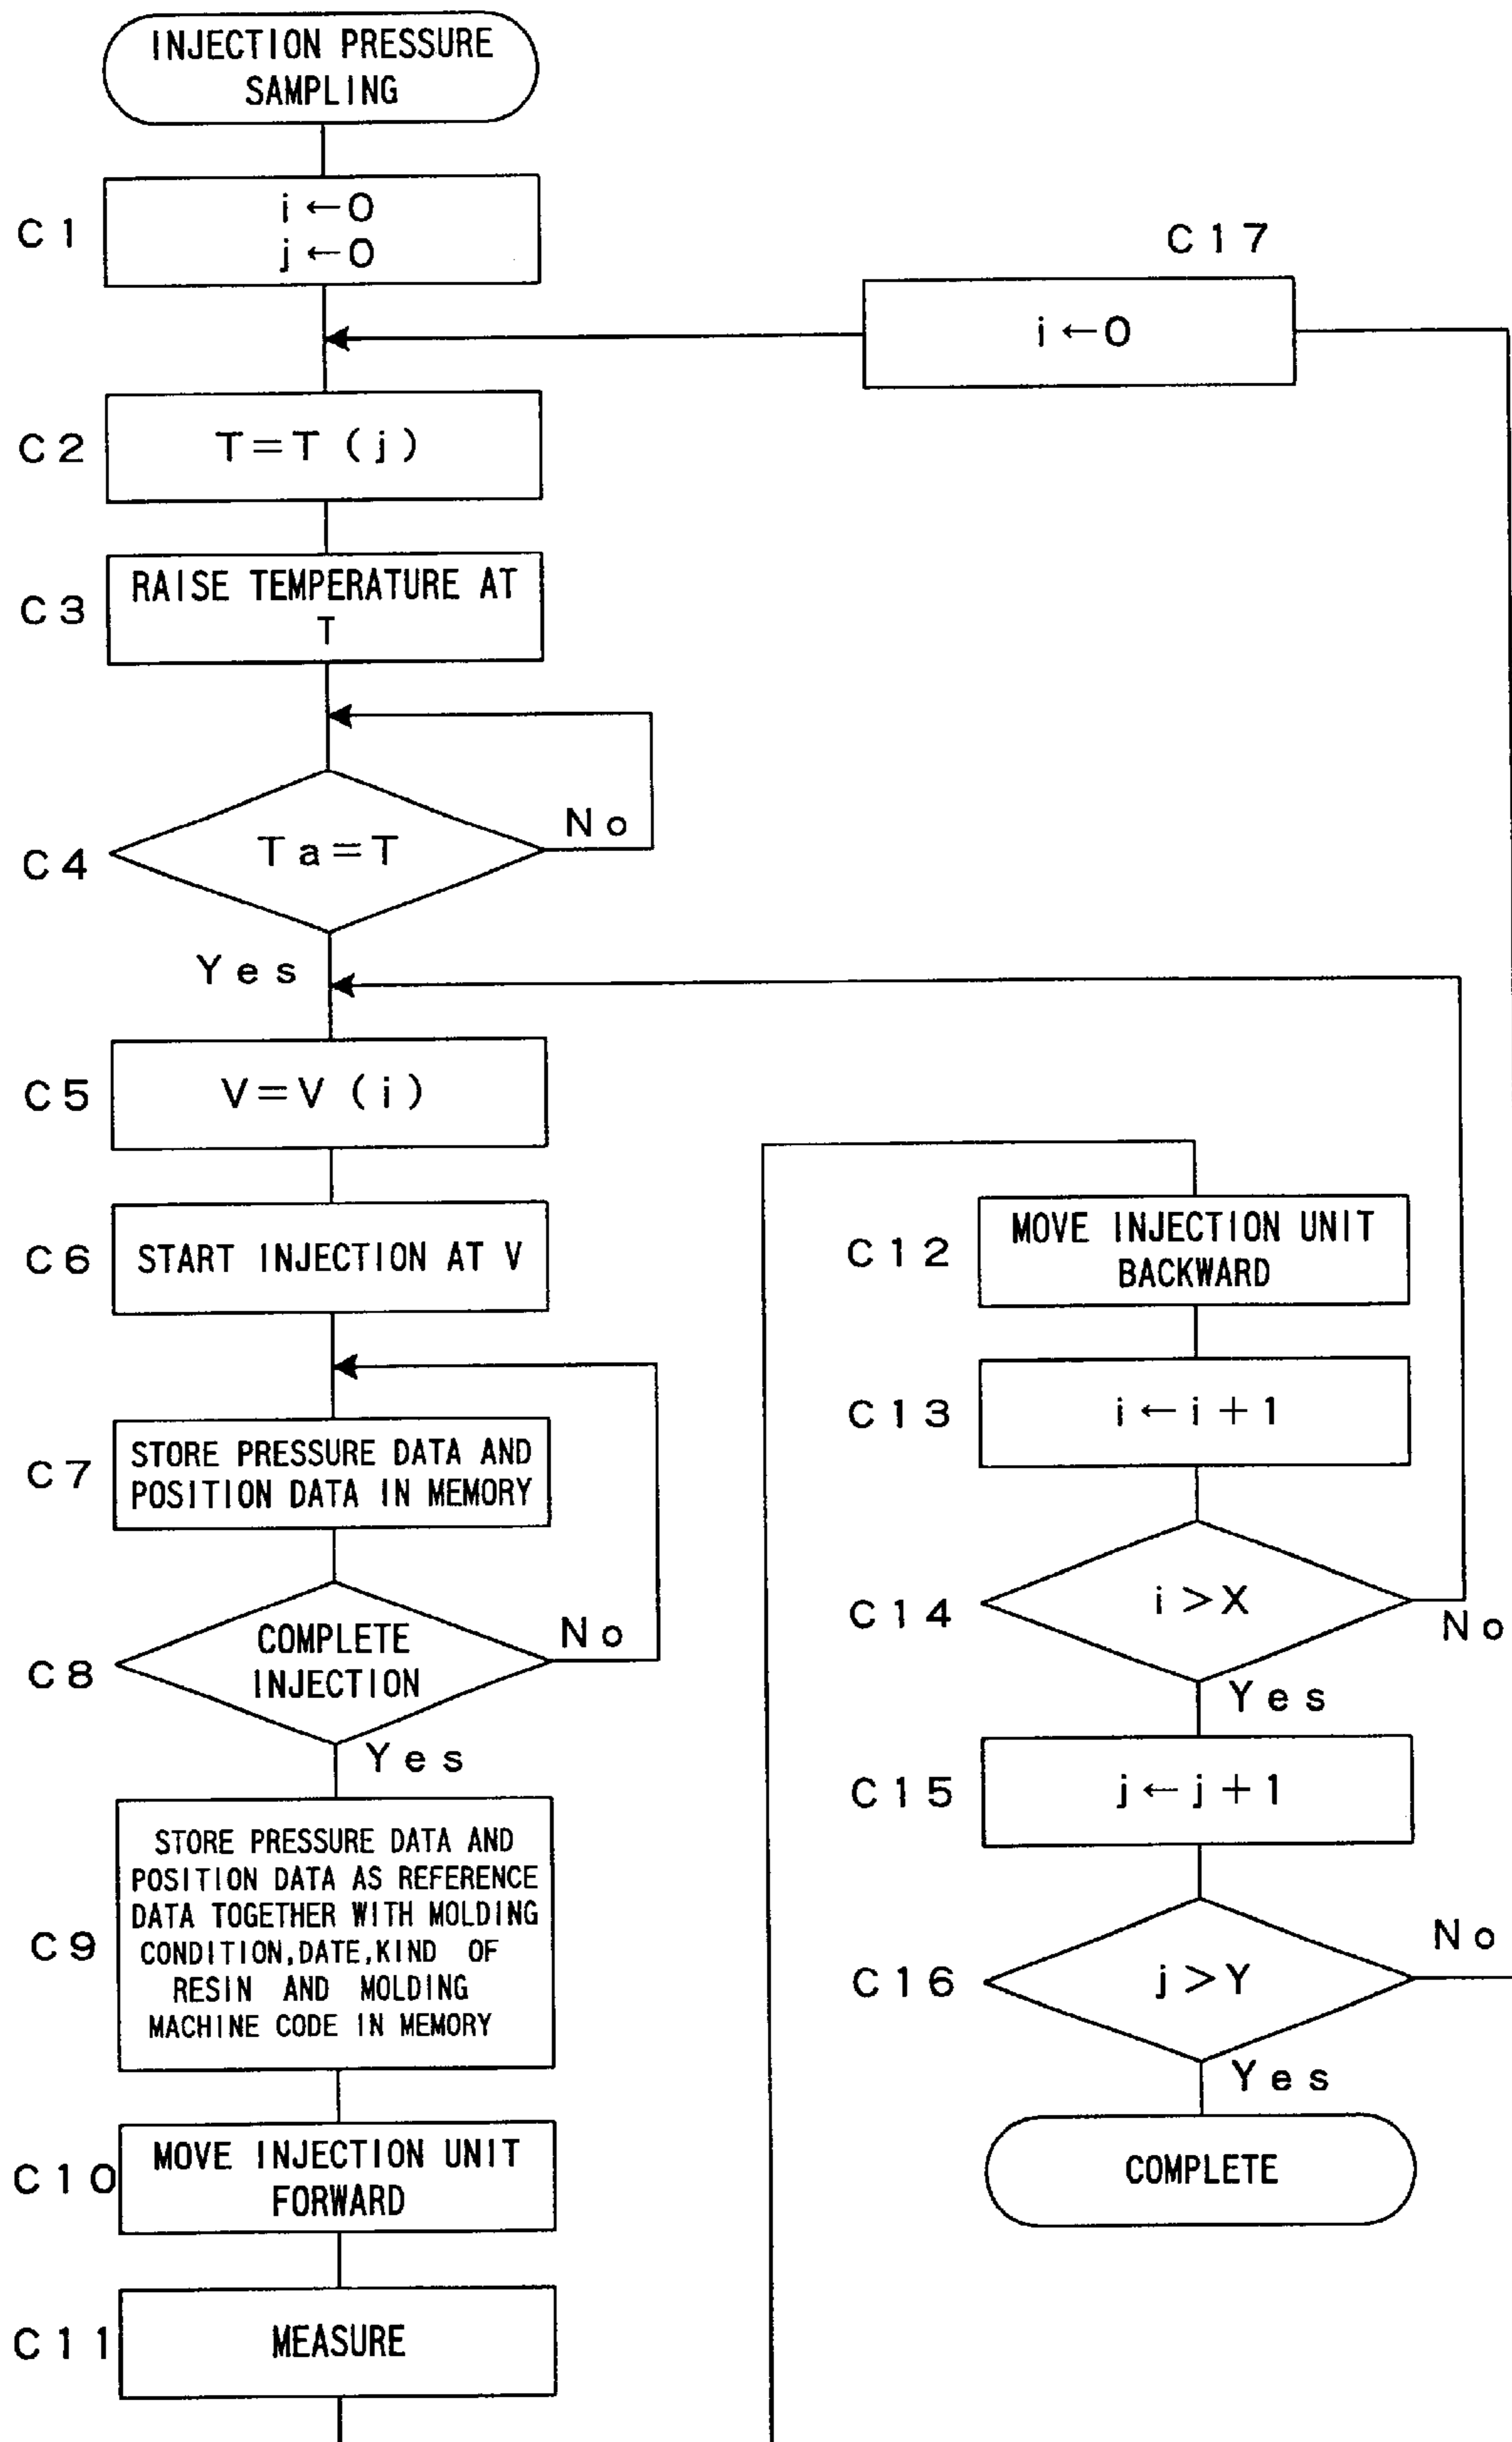 INJECTION PRESSURE
SAMPLING
C1
i←0
j←0
C17
i←0
C2
T=T (j)
C3
RAISE TEMPERATURE AT
T
C4
Ta=T
No
Yes
C5
V=V (i)
C6
START INJECTION AT V
C7
STORE PRESSURE DATA AND
POSITION DATA IN MEMORY
C8
COMPLETE
INJECTION
No
Yes
C9
STORE PRESSURE DATA AND
POSITION DATA AS REFERENCE
DATA TOGETHER WITH MOLDING
CONDITION,DATE,KIND OF
RESIN AND MOLDING
MACHINE CODE IN MEMORY
C10
MOVE INJECTION UNIT
FORWARD
C11
MEASURE
C12
MOVE INJECTION UNIT
BACKWARD
C13
i←i+1
C14
i>X
No
Yes
C15
j←j+1
C16
j>Y
No
Yes
COMPLETE